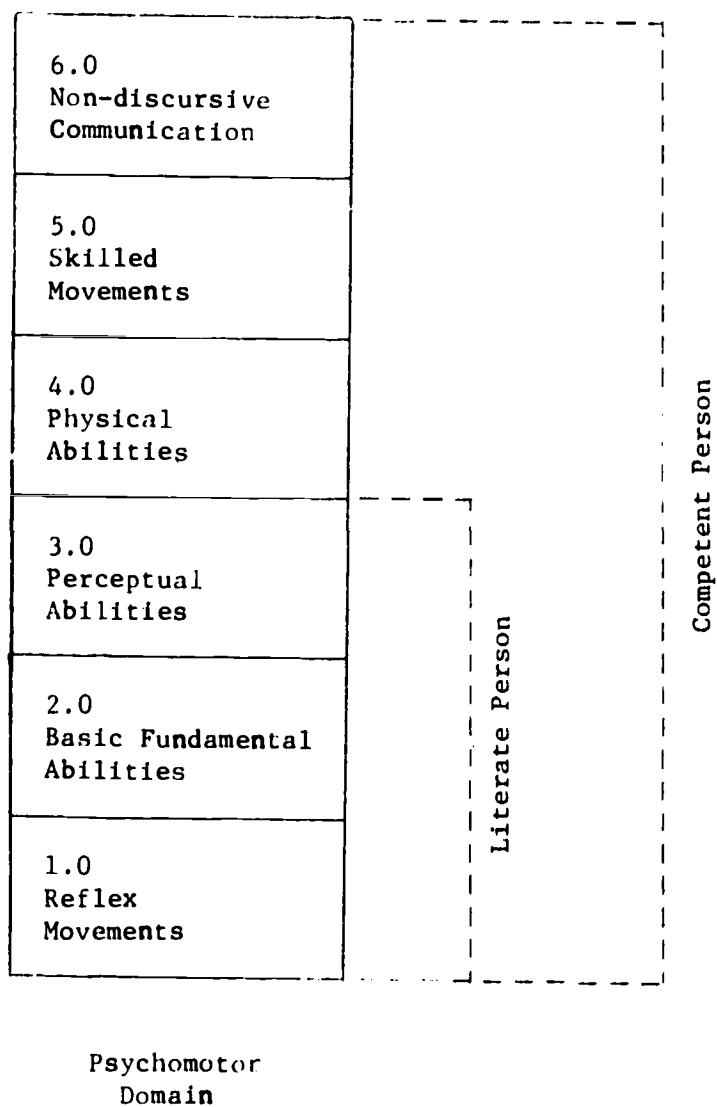 6.0
Non-discursive
Communication
5.0
Skilled
Movements
4.0
Physical
Abilities
3.0
Perceptual
Abilities
2.0
Basic Fundamental
Abilities
1.0
Reflex
Movements
Literate Person
Competent Person
Psychomotor
Domain